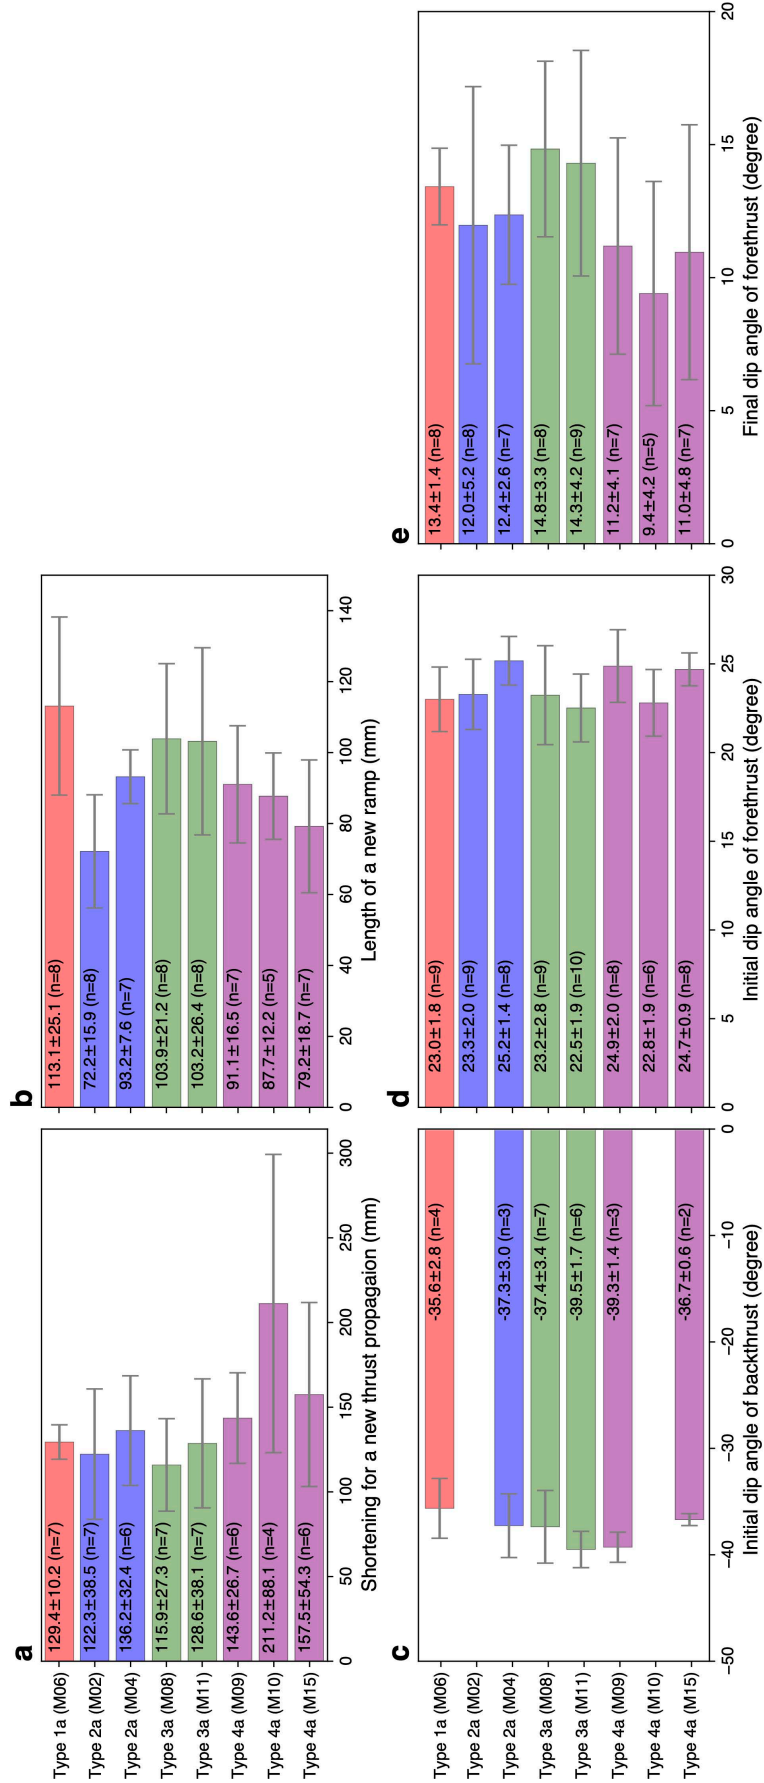 a
Type 1a (M06)
Type 2a (M02)
Type 2a (M04)
Type 3a (M08)
Type 3a (M11)
Type 4a (M09)
Type 4a (M10)
Type 4a (M15)
129.4±10.2 (n=7)
122.3±38.5 (n=7)
136.2±32.4 (n=6)
115.9±27.3 (n=7)
128.6±38.1 (n=7)
143.6±26.7 (n=6)
211.2±88.1 (n=4)
157.5±54.3 (n=6)
0 50 100 150 200 250 300
Shortening for a new thrust propagaion (mm)
b
113.1±25.1 (n=8)
72.2±15.9 (n=8)
93.2±7.6 (n=7)
103.9±21.2 (n=8)
103.2±26.4 (n=8)
91.1±16.5 (n=7)
87.7±12.2 (n=5)
79.2±18.7 (n=7)
0 20 40 60 80 100 120 140
Length of a new ramp (mm)
c
Type 1a (M06)
Type 2a (M02)
Type 2a (M04)
Type 3a (M08)
Type 3a (M11)
Type 4a (M09)
Type 4a (M10)
Type 4a (M15)
-35.6±2.8 (n=4)
-37.3±3.0 (n=3)
-37.4±3.4 (n=7)
-39.5±1.7 (n=6)
-39.3±1.4 (n=3)
-36.7±0.6 (n=2)
−50 −40 −30 −20 −10 0
Initial dip angle of backthrust (degree)
d
23.0±1.8 (n=9)
23.3±2.0 (n=9)
25.2±1.4 (n=8)
23.2±2.8 (n=9)
22.5±1.9 (n=10)
24.9±2.0 (n=8)
22.8±1.9 (n=6)
24.7±0.9 (n=8)
0 5 10 15 20 25 30
Initial dip angle of forethrust (degree)
e
13.4±1.4 (n=8)
12.0±5.2 (n=8)
12.4±2.6 (n=7)
14.8±3.3 (n=8)
14.3±4.2 (n=9)
11.2±4.1 (n=7)
9.4±4.2 (n=5)
11.0±4.8 (n=7)
0 5 10 15 20
Final dip angle of forethrust (degree)